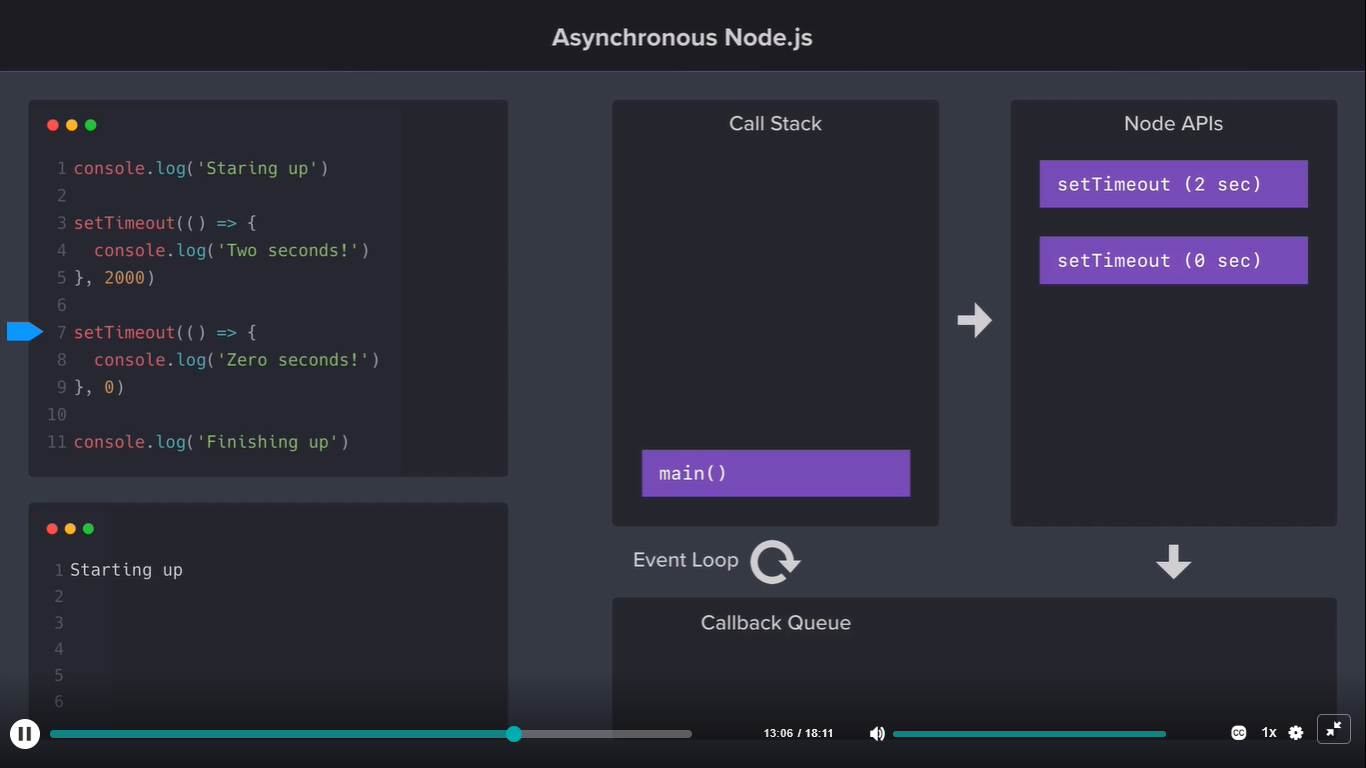 Asynchronous Node.js
1 console.log('Staring up')
2
3 setTimeout(() => {
4   console.log('Two seconds!')
5 }, 2000)
6
7 setTimeout(() => {
8   console.log('Zero seconds!')
9 }, 0)
10
11 console.log('Finishing up')
1 Starting up
2
3
4
5
6
Call Stack
main()
Node APIs
setTimeout (2 sec)
setTimeout (0 sec)
Event Loop
Callback Queue
13:06 / 18:11
CC
1x